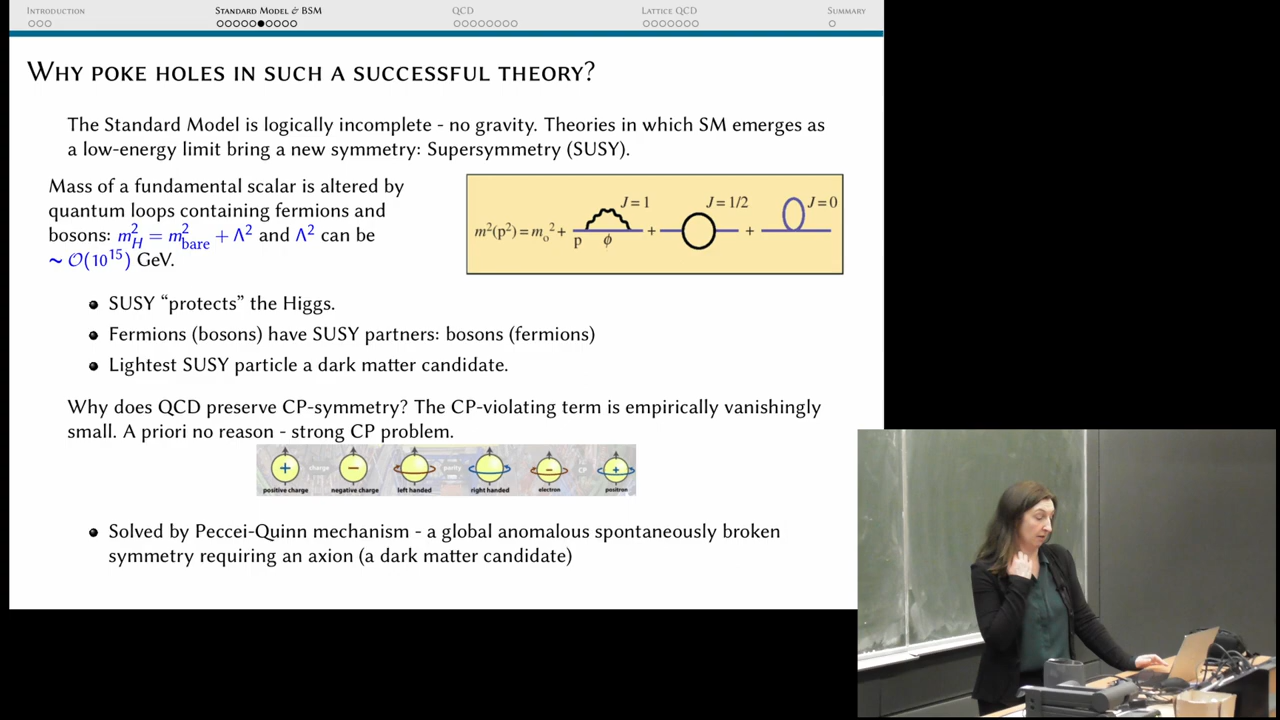 Introduction Standard Model & BSM QCD Lattice QCD Summary
Why poke holes in such a successful theory?
The Standard Model is logically incomplete - no gravity. Theories in which SM emerges as
a low-energy limit bring a new symmetry: Supersymmetry (SUSY).
Mass of a fundamental scalar is altered by
quantum loops containing fermions and
bosons: m²_H = m²_bare + Λ² and Λ² can be
~ O(10¹⁵) GeV.
J=1 J=1/2 J=0
m²(p²)=m₀²+ + +
p ϕ
SUSY “protects” the Higgs.
Fermions (bosons) have SUSY partners: bosons (fermions)
Lightest SUSY particle a dark matter candidate.
Why does QCD preserve CP-symmetry? The CP-violating term is empirically vanishingly
small. A priori no reason - strong CP problem.
+ charge − parity − CP +
positive charge negative charge left handed right handed electron positron
Solved by Peccei-Quinn mechanism - a global anomalous spontaneously broken
symmetry requiring an axion (a dark matter candidate)